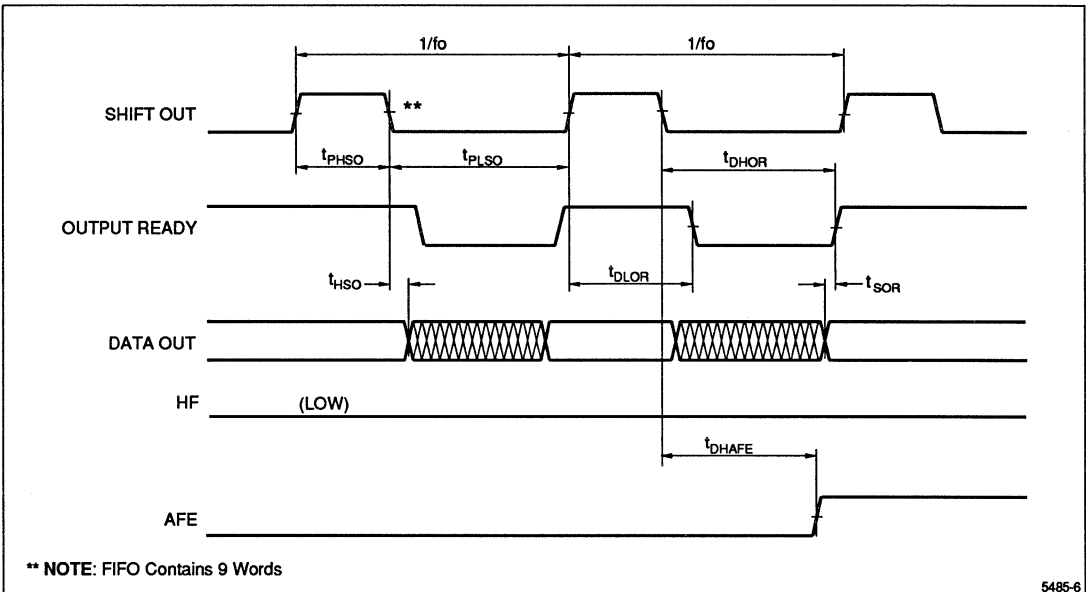 1/fo 1/fo
SHIFT OUT
**
tPHSO tPLSO tDHOR
OUTPUT READY
tHSO tDLOR tSOR
DATA OUT
HF (LOW)
tDHAFE
AFE
** NOTE: FIFO Contains 9 Words
5485-6